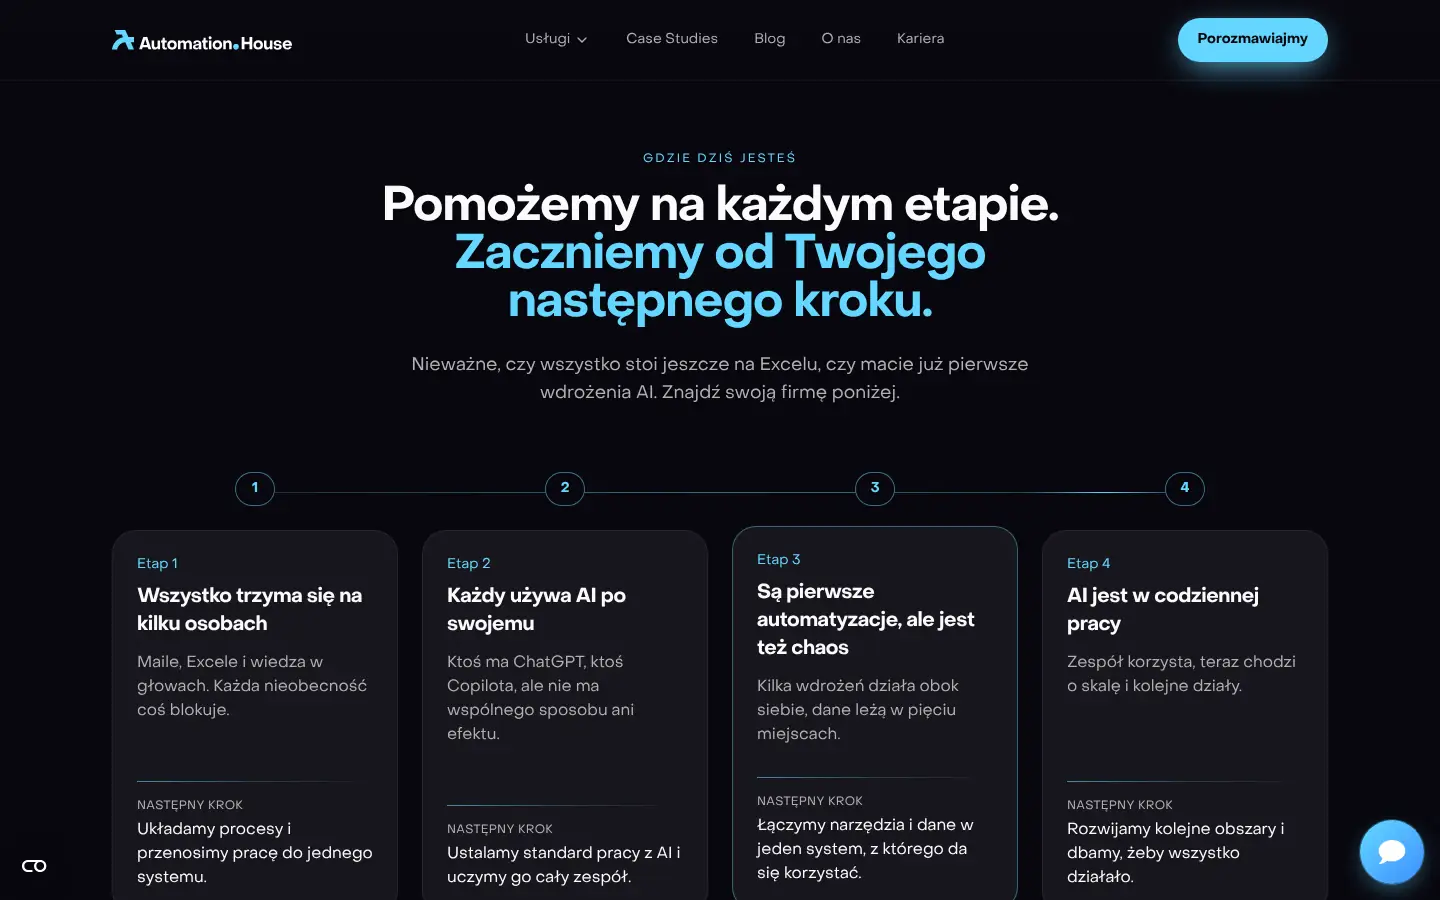 Automation.House
Usługi
Case Studies
Blog
O nas
Kariera
Porozmawiajmy
GDZIE DZIŚ JESTEŚ
Pomożemy na każdym etapie.
Zaczniemy od Twojego
następnego kroku.
Nieważne, czy wszystko stoi jeszcze na Excelu, czy macie już pierwsze
wdrożenia AI. Znajdź swoją firmę poniżej.
1
2
3
4
Etap 1
Wszystko trzyma się na
kilku osobach
Maile, Excele i wiedza w
głowach. Każda nieobecność
coś blokuje.
NASTĘPNY KROK
Układamy procesy i
przenosimy pracę do jednego
systemu.
Etap 2
Każdy używa AI po
swojemu
Ktoś ma ChatGPT, ktoś
Copilota, ale nie ma
wspólnego sposobu ani
efektu.
NASTĘPNY KROK
Ustalamy standard pracy z AI i
uczymy go cały zespół.
Etap 3
Są pierwsze
automatyzacje, ale jest
też chaos
Kilka wdrożeń działa obok
siebie, dane leżą w pięciu
miejscach.
NASTĘPNY KROK
Łączymy narzędzia i dane w
jeden system, z którego da
się korzystać.
Etap 4
AI jest w codziennej
pracy
Zespół korzysta, teraz chodzi
o skalę i kolejne działy.
NASTĘPNY KROK
Rozwijamy kolejne obszary i
dbamy, żeby wszystko
działało.